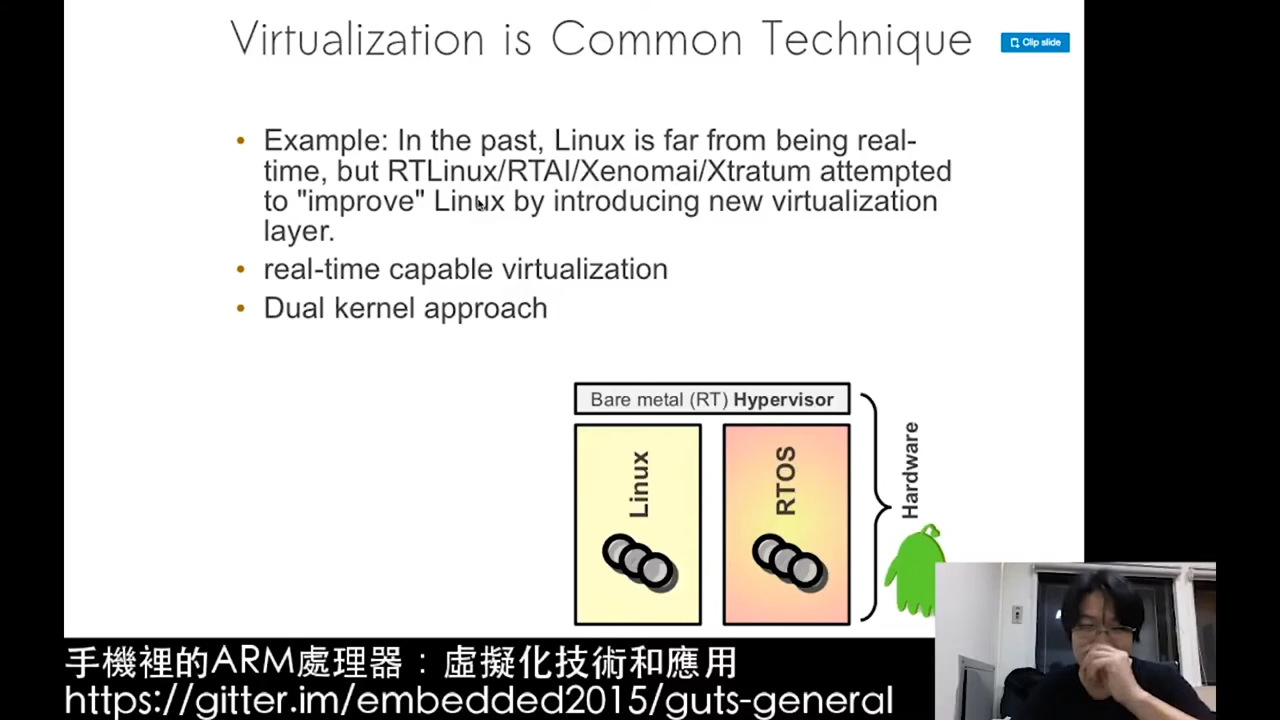 Virtualization is Common Technique
Clip slide
• Example: In the past, Linux is far from being real-
time, but RTLinux/RTAI/Xenomai/Xtratum attempted
to "improve" Linux by introducing new virtualization
layer.
• real-time capable virtualization
• Dual kernel approach
Bare metal (RT) Hypervisor
Linux
RTOS
Hardware
手機裡的ARM處理器：虛擬化技術和應用
https://gitter.im/embedded2015/guts-general